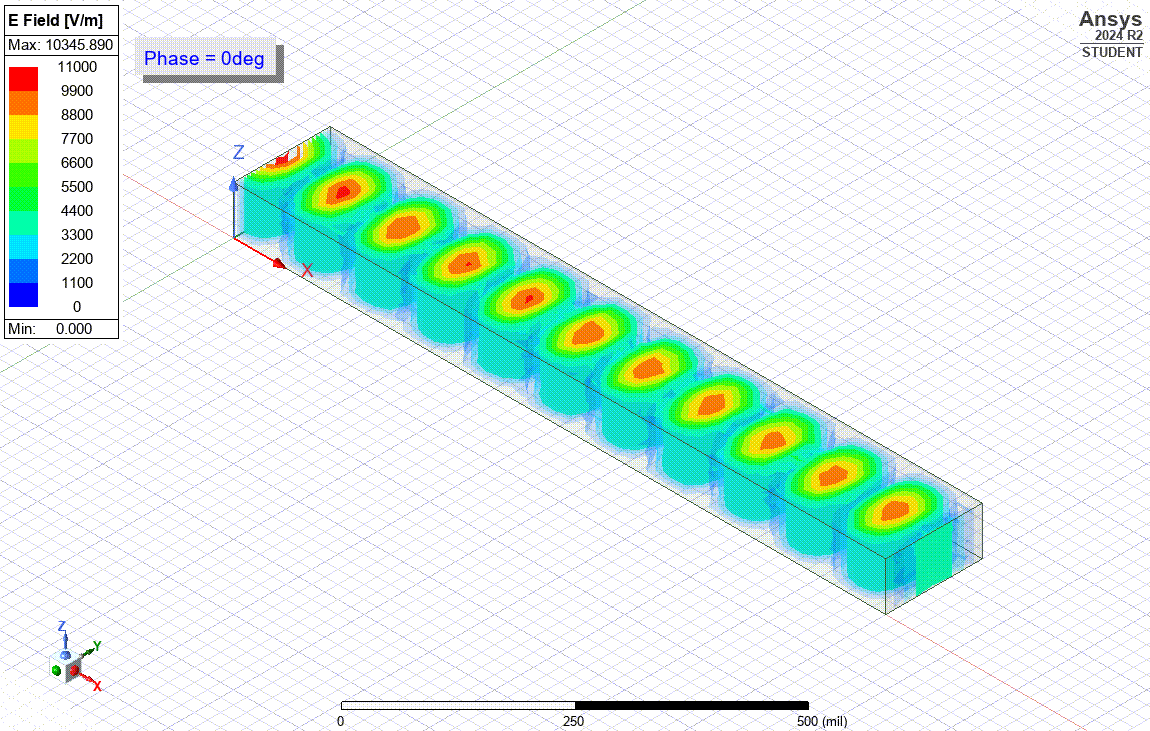 E Field [V/m]
Max: 10345.890
11000
9900
8800
7700
6600
5500
4400
3300
2200
1100
0
Min: 0.000
Phase = 0deg
Ansys
2024 R2
STUDENT
Z
X
Z
Y
X
0 250 500 (mil)